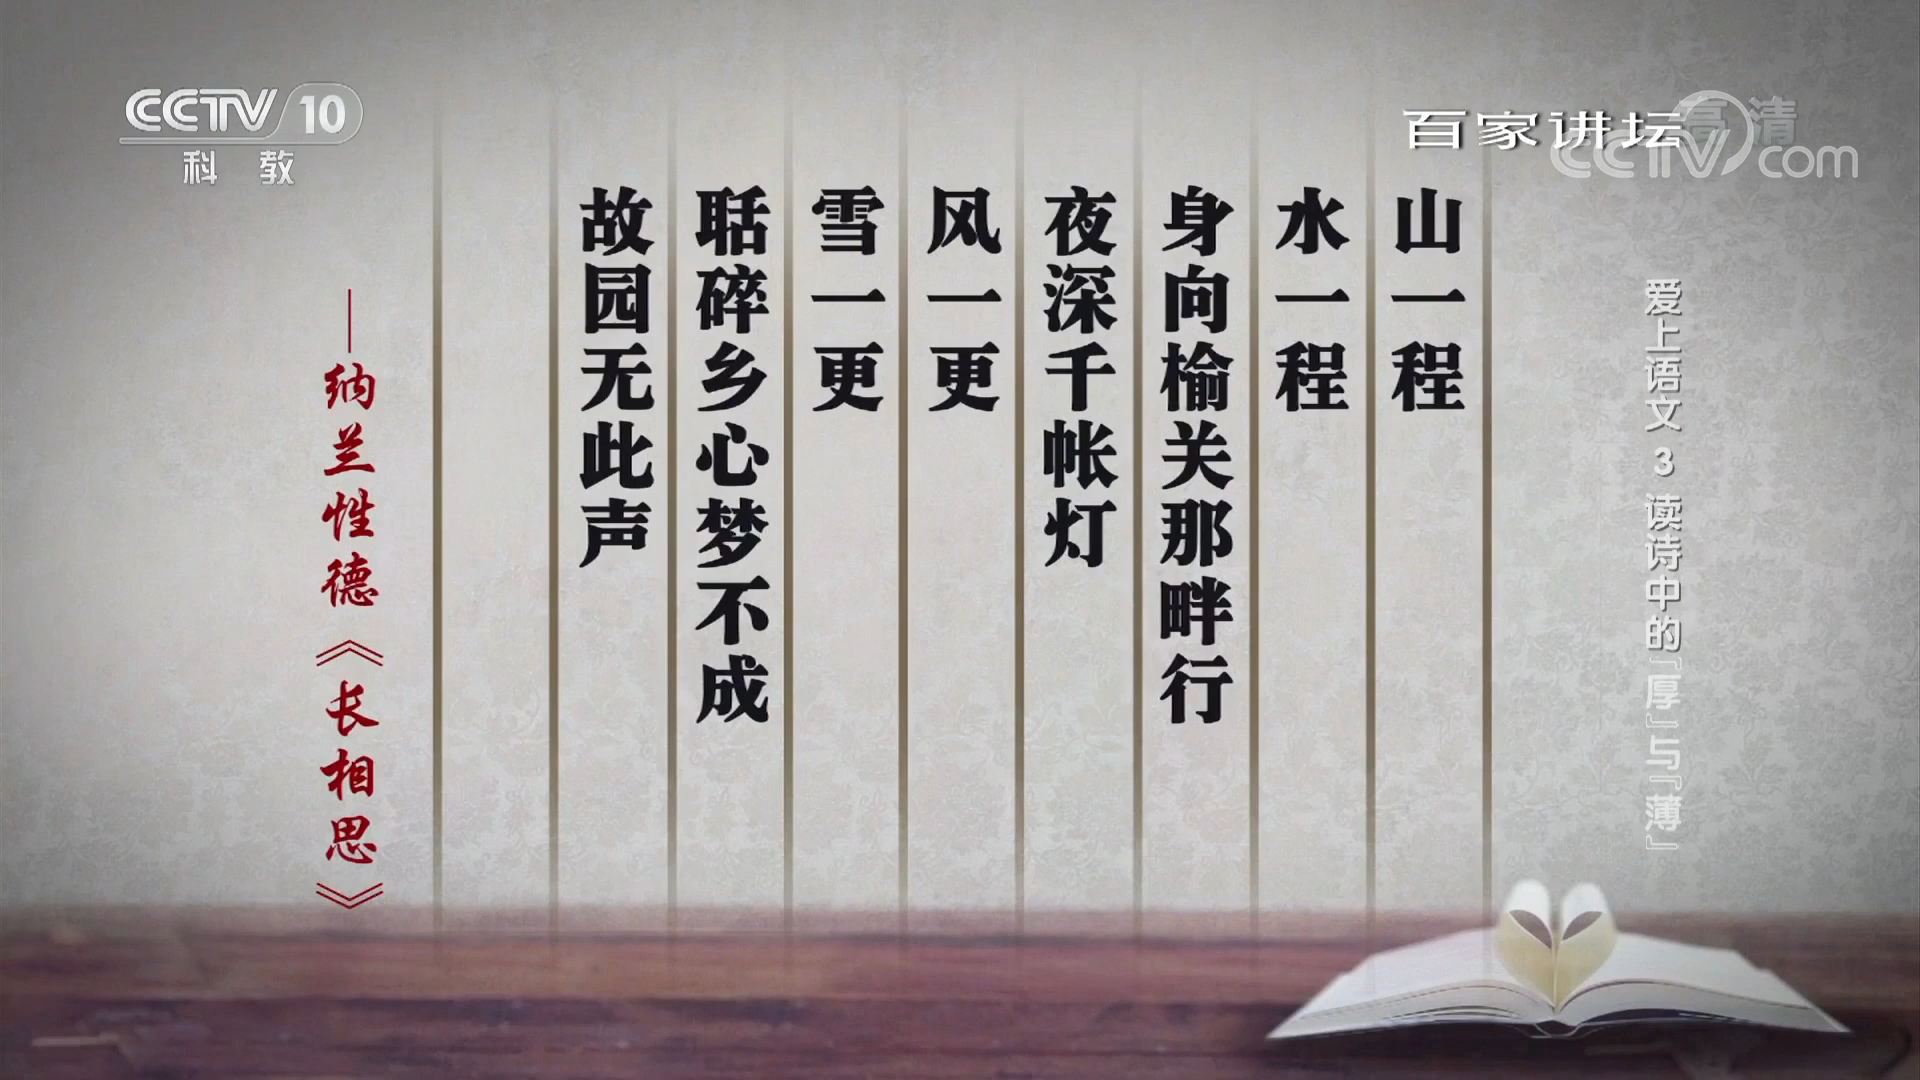 CCTV 10
科教
百家讲坛
高清
CCTV.com
山一程
水一程
身向榆关那畔行
夜深千帐灯
风一更
雪一更
聒碎乡心梦不成
故园无此声
——纳兰性德《长相思》
爱上语文 3 读诗中的『厚』与『薄』